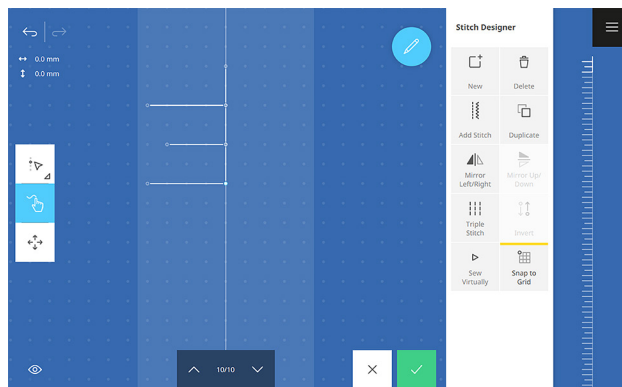 Stitch Designer
0.0 mm
0.0 mm
New
Delete
Add Stitch
Duplicate
Mirror
Left/Right
Mirror Up/
Down
Triple
Stitch
Invert
Sew
Virtually
Snap to
Grid
10/10